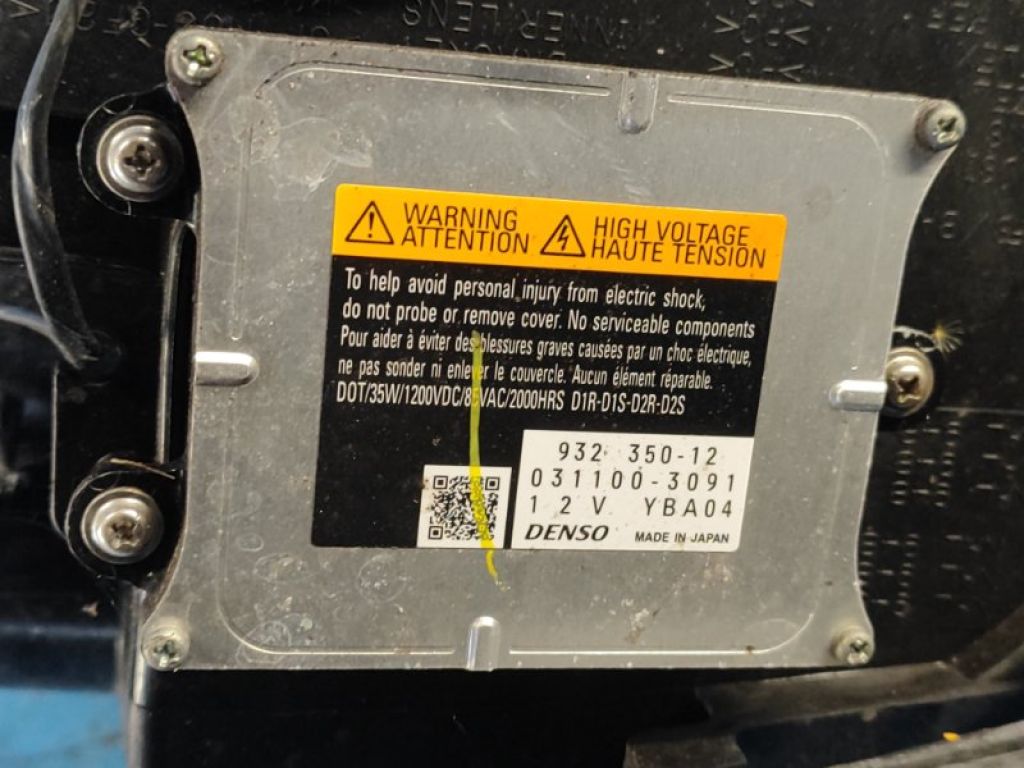 WARNING
ATTENTION
HIGH VOLTAGE
HAUTE TENSION
To help avoid personal injury from electric shock,
do not probe or remove cover. No serviceable components
Pour aider à éviter des blessures graves causées par un choc électrique,
ne pas sonder ni enlever le couvercle. Aucun élément réparable.
DOT/35W/1200VDC/85VAC/2000HRS D1R-D1S-D2R-D2S
932 350-12
031100-3091
12V YBA04
DENSO MADE IN JAPAN
INNER LENS